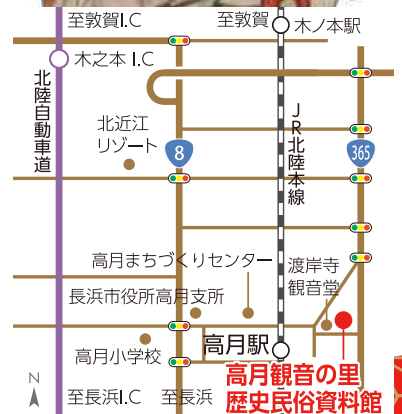 至敦賀I.C
至敦賀
木ノ本駅
木之本 I.C
北陸自動車道
北近江
リゾート
8
JR北陸本線
365
高月まちづくりセンター
渡岸寺
観音堂
長浜市役所高月支所
高月小学校
高月駅
高月観音の里
歴史民俗資料館
N
至長浜I.C
至長浜